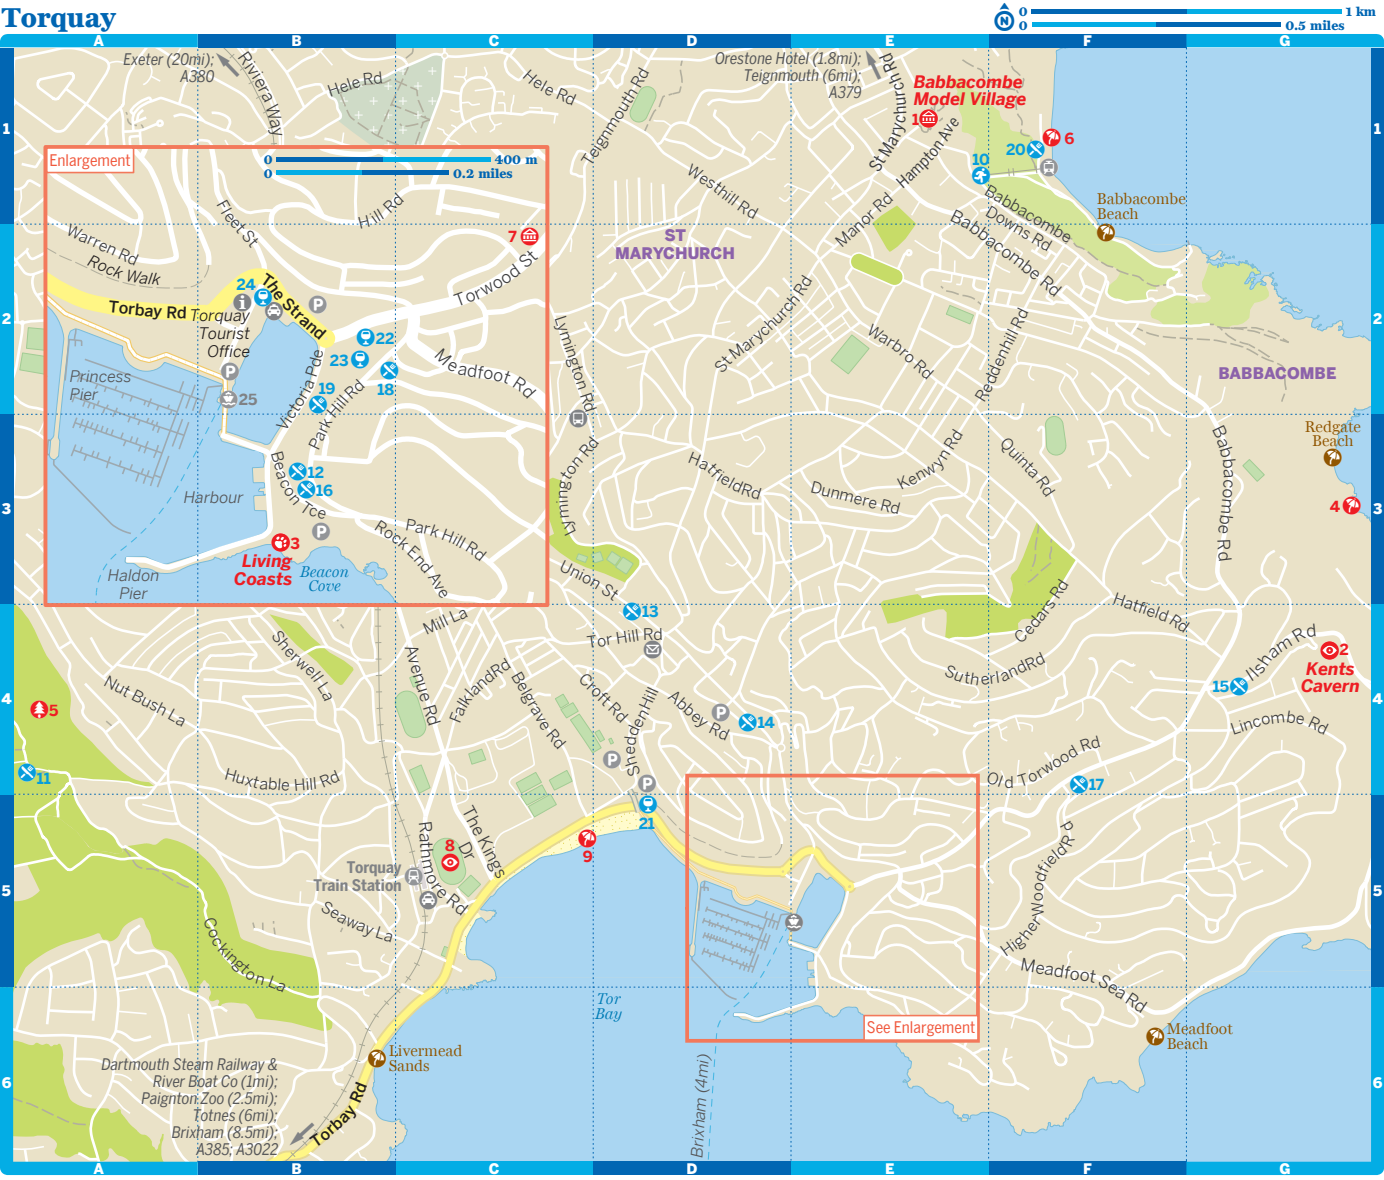 Torquay
0 1 km
0 0.5 miles
N
A B C D E F G
1
2
3
4
5
6
Exeter (20mi);
A380
Riviera Way
Hele Rd
Hele Rd
Teignmouth Rd
Orestone Hotel (1.8mi);
Teignmouth (6mi);
A379
St Marychurch Rd
Babbacombe
Model Village
1
Hampton Ave
6
20
10
Babbacombe
Beach
Babbacombe
Downs Rd
Babbacombe Rd
Westhill Rd
Manor Rd
ST
MARYCHURCH
St Marychurch Rd
Warbro Rd
Reddenhill Rd
BABBACOMBE
Redgate
Beach
4
Babbacombe Rd
Quinta Rd
Kenwyn Rd
Dunmere Rd
HatfieldRd
Lymington Rd
Lymington Rd
Enlargement
0 400 m
0 0.2 miles
Fleet St
Hill Rd
7
Warren Rd
Rock Walk
Torwood St
24
The Strand
P
i
Torbay Rd
Torquay
Tourist
Office
22
23
Meadfoot Rd
Princess
Pier
P
25
Victoria Pde
19
Park Hill Rd
18
12
16
Beacon Tce
Harbour
P
3
Living
Coasts
Beacon
Cove
Rock End Ave
Park Hill Rd
Haldon
Pier
Union St
13
Mill La
Tor Hill Rd
Cedars Rd
Hatfield Rd
SutherlandRd
Ilsham Rd
2
Kents
Cavern
15
Lincombe Rd
Sherwell La
Nut Bush La
5
11
Huxtable Hill Rd
Avenue Rd
FalklandRd
Belgrave Rd
Croft Rd
Shedden Hill
Abbey Rd
P
14
P
P
21
Old Torwood Rd
17
The Kings
Dr
9
8
Rathmore Rd
Torquay
Train Station
Seaway La
Cockington La
Higher Woodfield R
d
Meadfoot Sea Rd
Tor
Bay
See Enlargement
Meadfoot
Beach
Livermead
Sands
Brixham (4mi)
Dartmouth Steam Railway &
River Boat Co (1mi);
Paignton Zoo (2.5mi);
Totnes (6mi);
Brixham (8.5mi);
A385; A3022
Torbay Rd
A B C D E F G
1
2
3
4
5
6